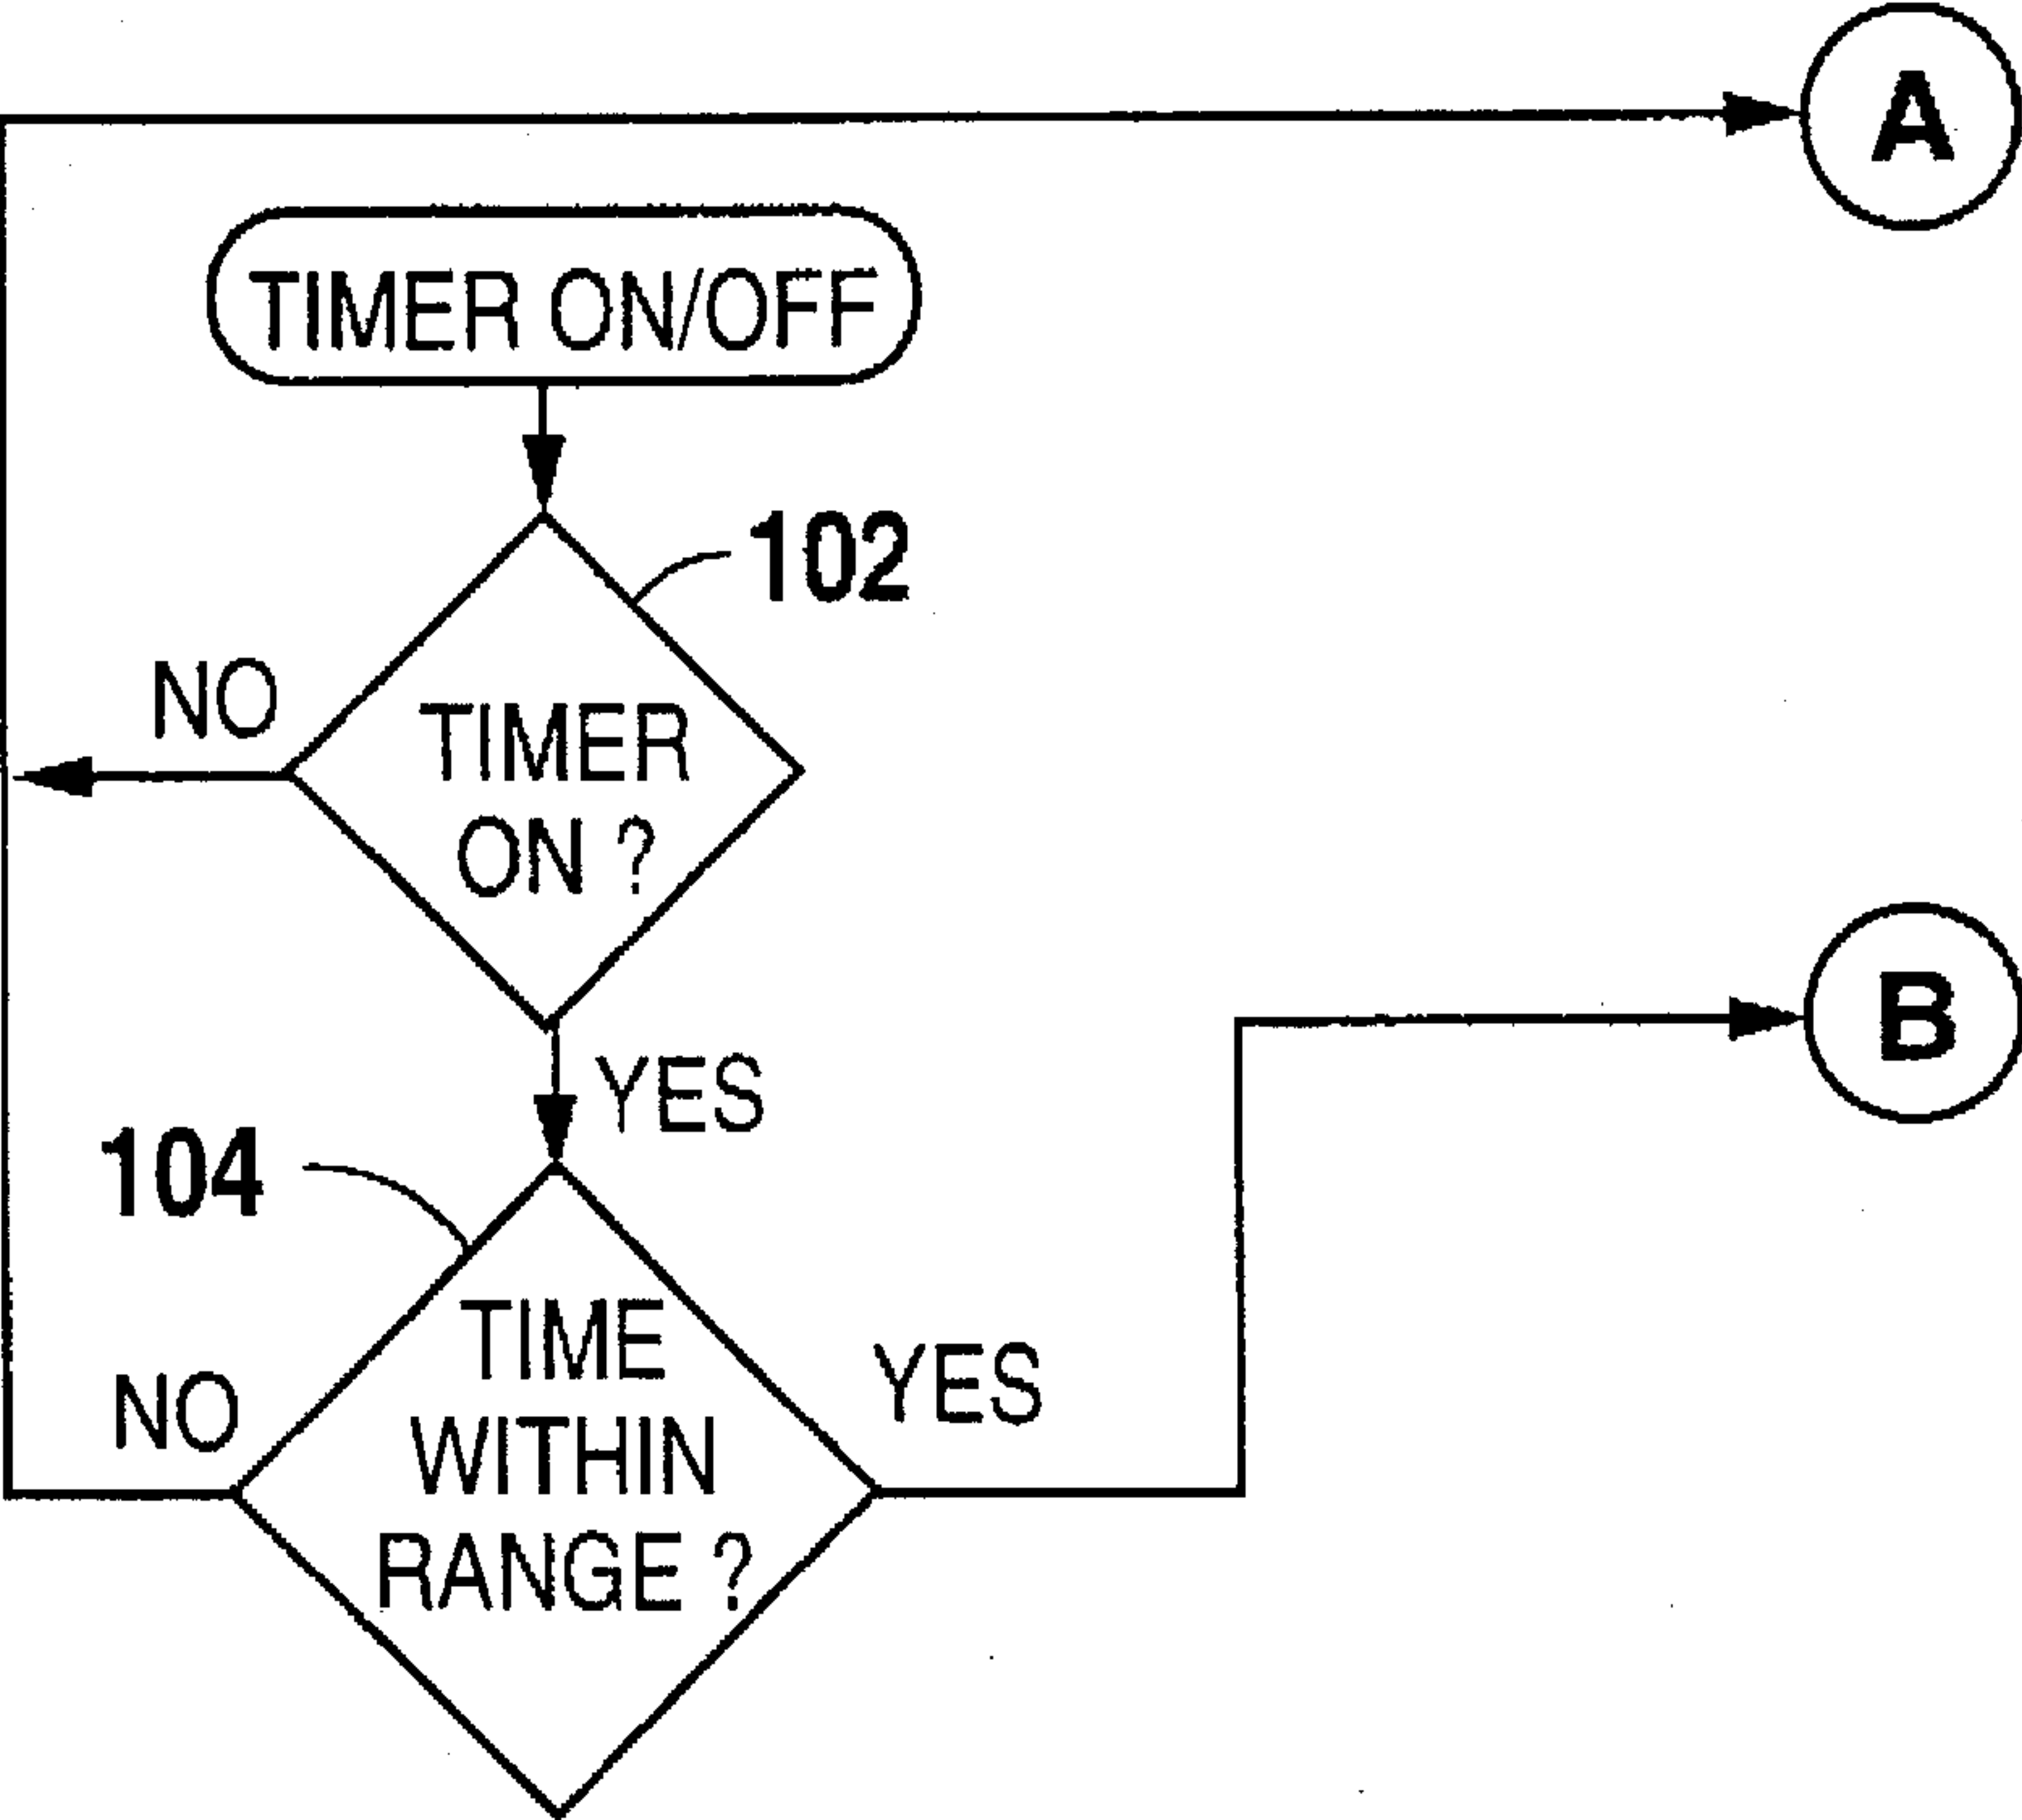 A
TIMER ON/OFF
102
NO
TIMER
ON ?
B
YES
104
TIME
WITHIN
RANGE ?
NO
YES